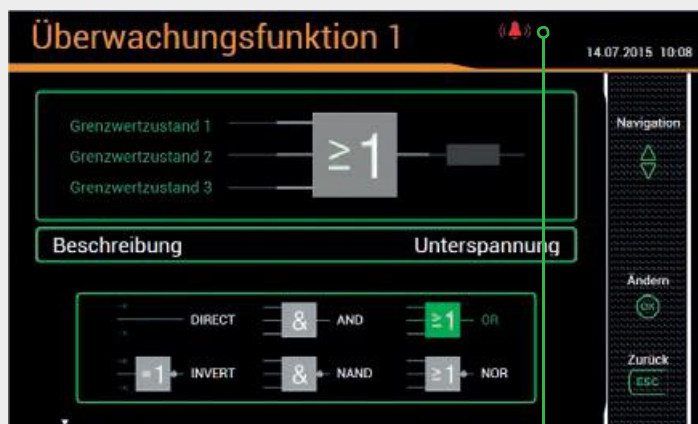 Überwachungsfunktion 1
14.07.2015 10:08
Grenzwertzustand 1
Grenzwertzustand 2
Grenzwertzustand 3
≥1
Navigation
Beschreibung Unterspannung
DIRECT & AND ≥1 OR
=1 INVERT & NAND ≥1 NOR
Ändern
OK
Zurück
ESC